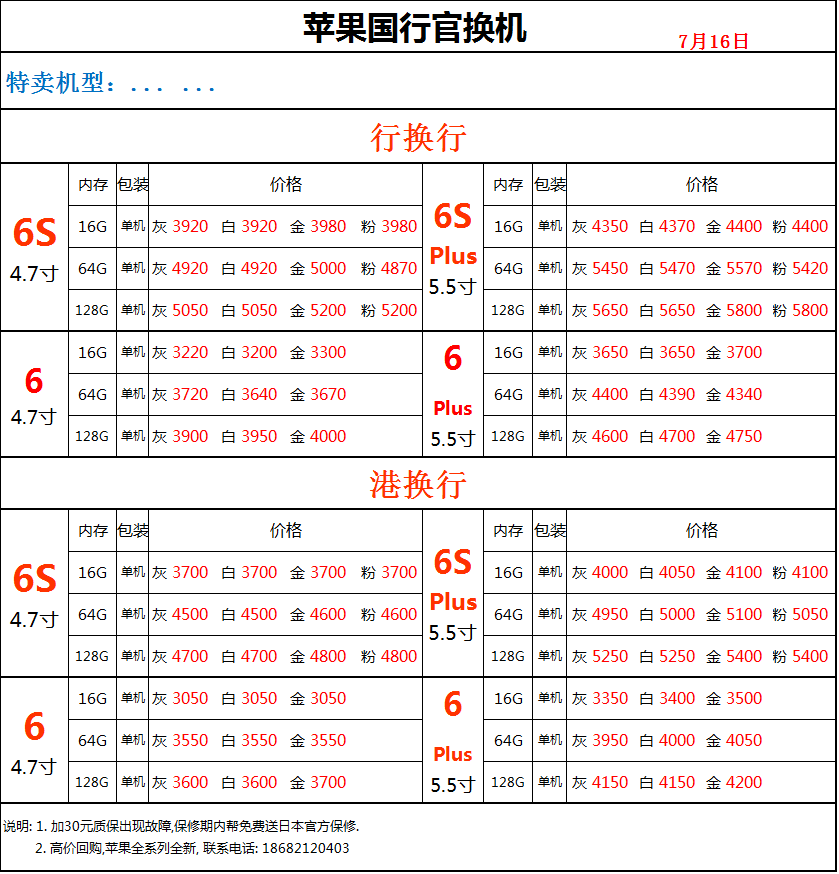 苹果国行官换机
7月16日
特卖机型：... ...
行换行
内存 包装 价格 内存 包装 价格
6S
4.7寸
16G 单机 灰 3920 白 3920 金 3980 粉 3980
64G 单机 灰 4920 白 4920 金 5000 粉 4870
128G 单机 灰 5050 白 5050 金 5200 粉 5200
6S
Plus
5.5寸
16G 单机 灰 4350 白 4370 金 4400 粉 4400
64G 单机 灰 5450 白 5470 金 5570 粉 5420
128G 单机 灰 5650 白 5650 金 5800 粉 5800
6
4.7寸
16G 单机 灰 3220 白 3200 金 3300
64G 单机 灰 3720 白 3640 金 3670
128G 单机 灰 3900 白 3950 金 4000
6
Plus
5.5寸
16G 单机 灰 3650 白 3650 金 3700
64G 单机 灰 4400 白 4390 金 4340
128G 单机 灰 4600 白 4700 金 4750
港换行
内存 包装 价格 内存 包装 价格
6S
4.7寸
16G 单机 灰 3700 白 3700 金 3700 粉 3700
64G 单机 灰 4500 白 4500 金 4600 粉 4600
128G 单机 灰 4700 白 4700 金 4800 粉 4800
6S
Plus
5.5寸
16G 单机 灰 4000 白 4050 金 4100 粉 4100
64G 单机 灰 4950 白 5000 金 5100 粉 5050
128G 单机 灰 5250 白 5250 金 5400 粉 5400
6
4.7寸
16G 单机 灰 3050 白 3050 金 3050
64G 单机 灰 3550 白 3550 金 3550
128G 单机 灰 3600 白 3600 金 3700
6
Plus
5.5寸
16G 单机 灰 3350 白 3400 金 3500
64G 单机 灰 3950 白 4000 金 4050
128G 单机 灰 4150 白 4150 金 4200
说明: 1. 加30元质保出现故障,保修期内帮免费送日本官方保修.
2. 高价回购,苹果全系列全新, 联系电话: 18682120403